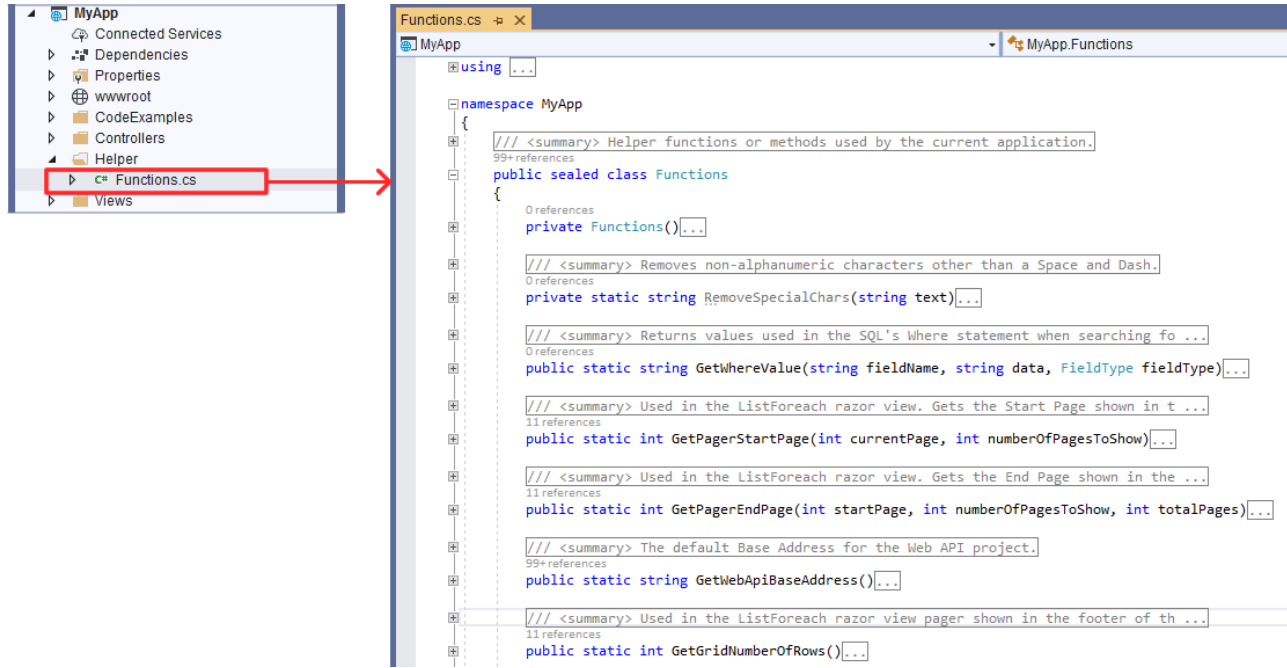 MyApp
Connected Services
Dependencies
Properties
wwwroot
CodeExamples
Controllers
Helper
C# Functions.cs
Views
Functions.cs
MyApp
MyApp.Functions
using ...
namespace MyApp
{
/// <summary> Helper functions or methods used by the current application.
99+references
public sealed class Functions
{
0 references
private Functions()...
/// <summary> Removes non-alphanumeric characters other than a Space and Dash.
0 references
private static string RemoveSpecialChars(string text)...
/// <summary> Returns values used in the SQL's Where statement when searching fo ...
0 references
public static string GetWhereValue(string fieldName, string data, FieldType fieldType)...
/// <summary> Used in the ListForeach razor view. Gets the Start Page shown in t ...
11 references
public static int GetPagerStartPage(int currentPage, int numberOfPagesToShow)...
/// <summary> Used in the ListForeach razor view. Gets the End Page shown in the ...
11 references
public static int GetPagerEndPage(int startPage, int numberOfPagesToShow, int totalPages)...
/// <summary> The default Base Address for the Web API project.
99+references
public static string GetWebApiBaseAddress()...
/// <summary> Used in the ListForeach razor view pager shown in the footer of th ...
11 references
public static int GetGridNumberOfRows()...